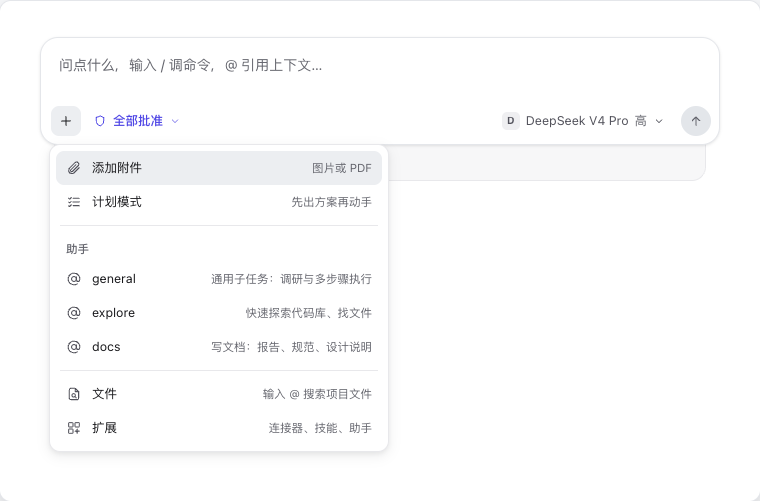 问点什么，输入 / 调命令，@ 引用上下文...
全部批准
D DeepSeek V4 Pro 高
添加附件 图片或 PDF
计划模式 先出方案再动手
助手
general 通用子任务：调研与多步骤执行
explore 快速探索代码库、找文件
docs 写文档：报告、规范、设计说明
文件 输入 @ 搜索项目文件
扩展 连接器、技能、助手